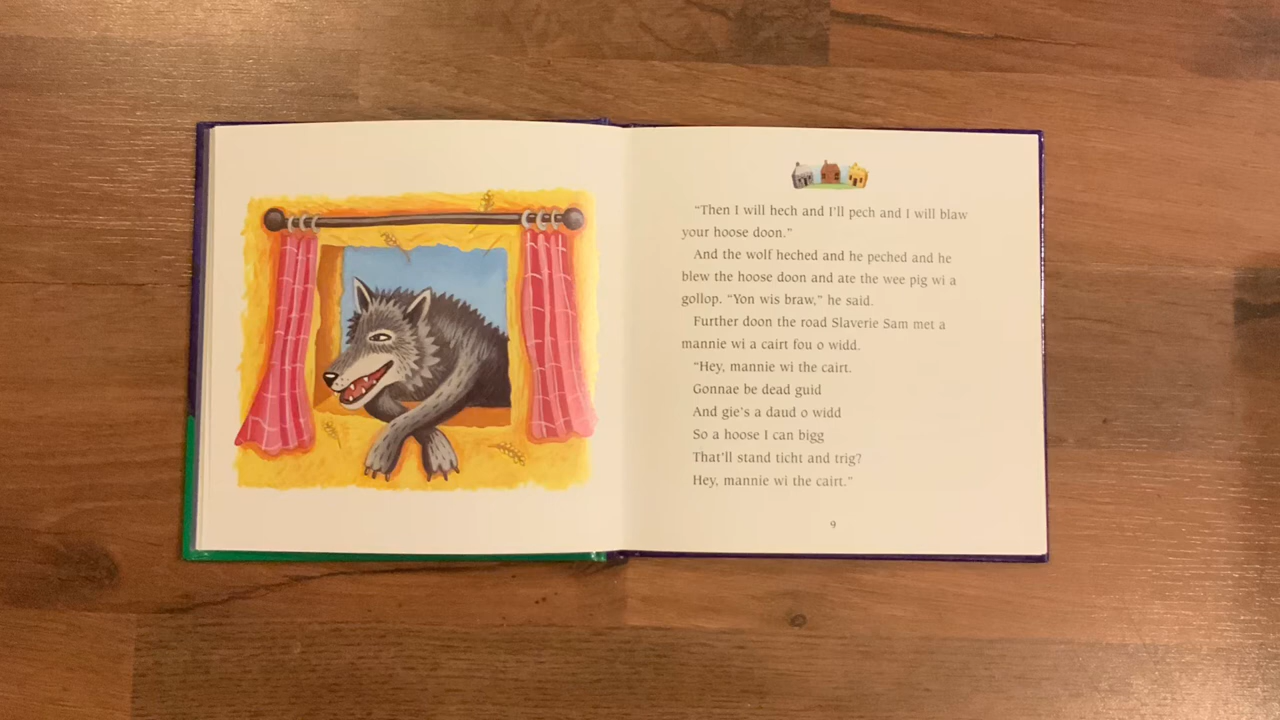 “Then I will hech and I’ll pech and I will blaw
your hoose doon.”
And the wolf heched and he peched and he
blew the hoose doon and ate the wee pig wi a
gollop. “Yon wis braw,” he said.
Further doon the road Slaverie Sam met a
mannie wi a cairt fou o widd.
“Hey, mannie wi the cairt.
Gonnae be dead guid
And gie’s a daud o widd
So a hoose I can bigg
That’ll stand ticht and trig?
Hey, mannie wi the cairt.”
9